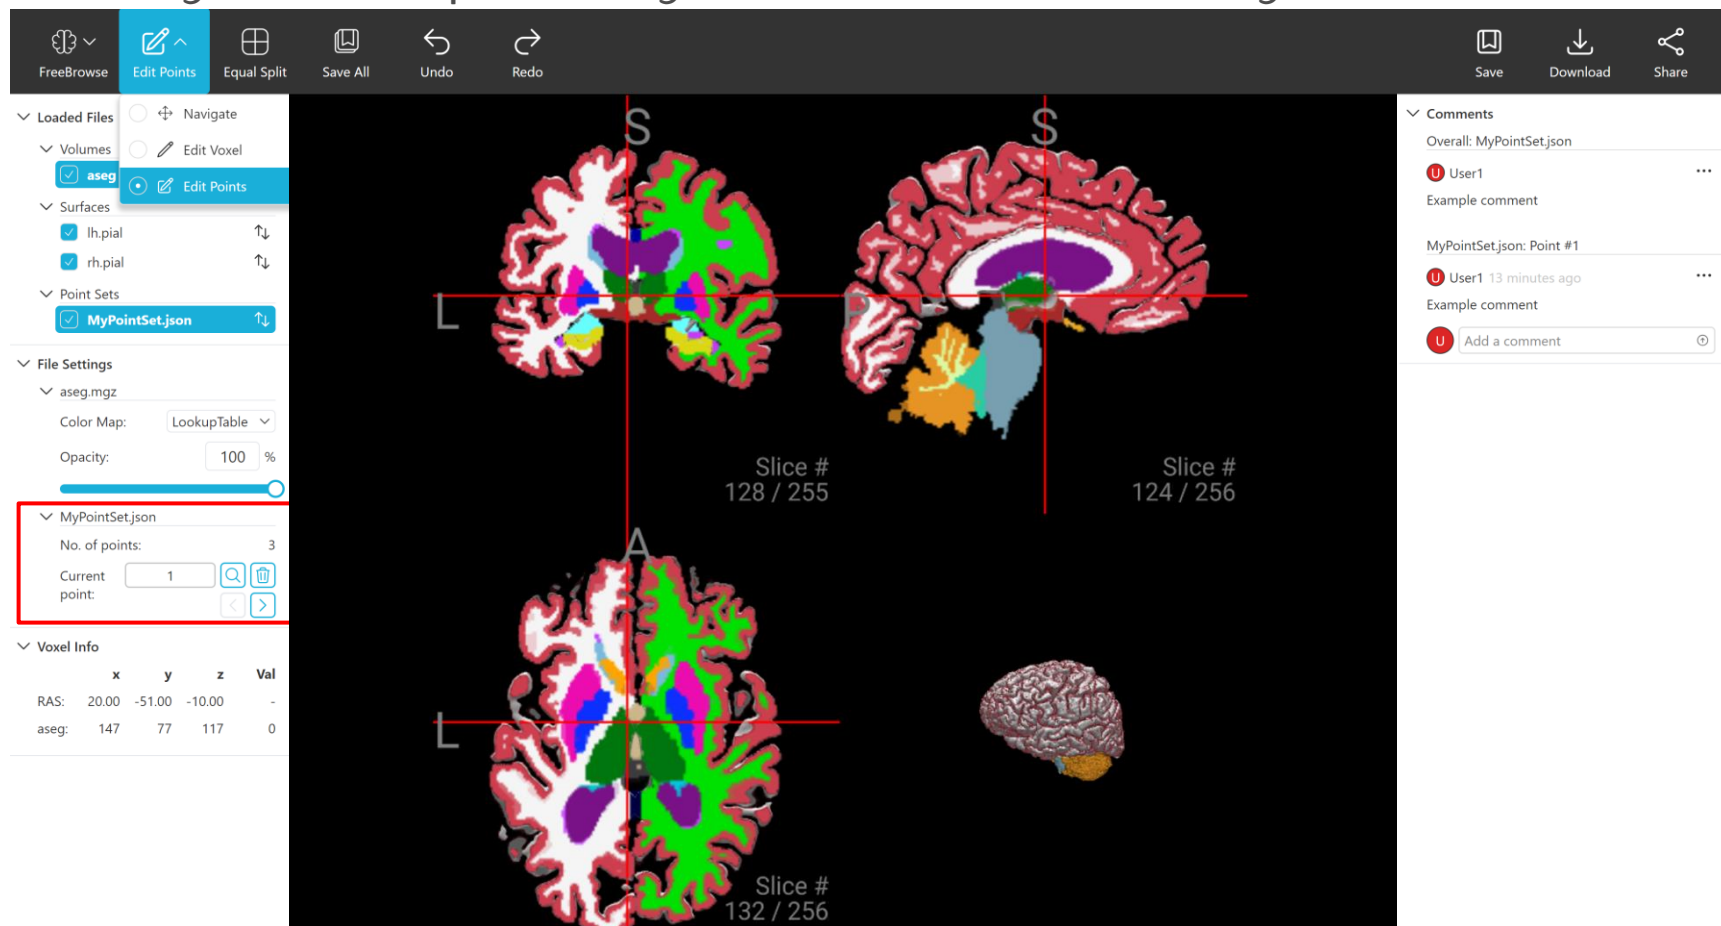 FreeBrowse
Edit Points
Equal Split
Save All
Undo
Redo
Save
Download
Share
Loaded Files
Navigate
Volumes
Edit Voxel
aseg
Edit Points
Surfaces
lh.pial
rh.pial
Point Sets
MyPointSet.json
File Settings
aseg.mgz
Color Map: LookupTable
Opacity: 100 %
MyPointSet.json
No. of points: 3
Current 1
point:
Voxel Info
x y z Val
RAS: 20.00 -51.00 -10.00 -
aseg: 147 77 117 0
S
L
Slice #
128 / 255
S
P
Slice #
124 / 256
A
L
Slice #
132 / 256
Comments
Overall: MyPointSet.json
U User1
Example comment
MyPointSet.json: Point #1
U User1 13 minutes ago
Example comment
U Add a comment